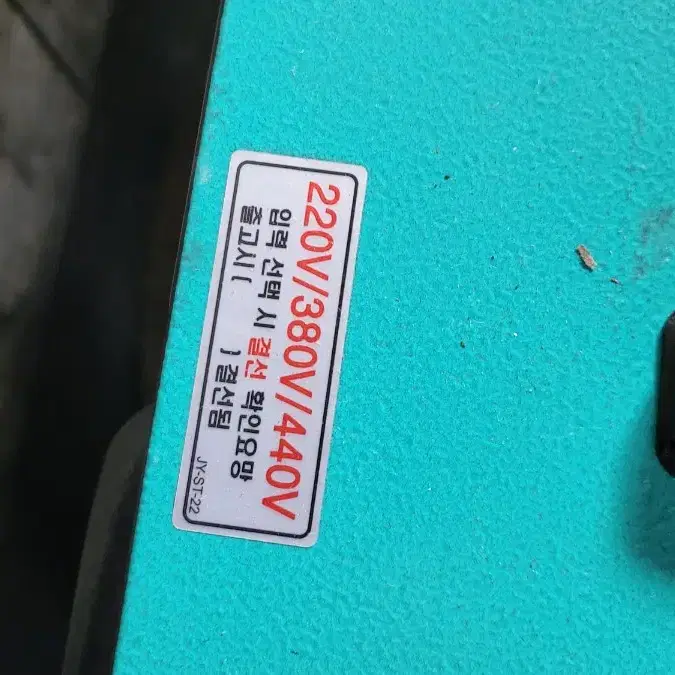 220V/380V/440V
입력 선택 시 결선 확인요망
출고시 (          ) 결선됨
JY-ST-22